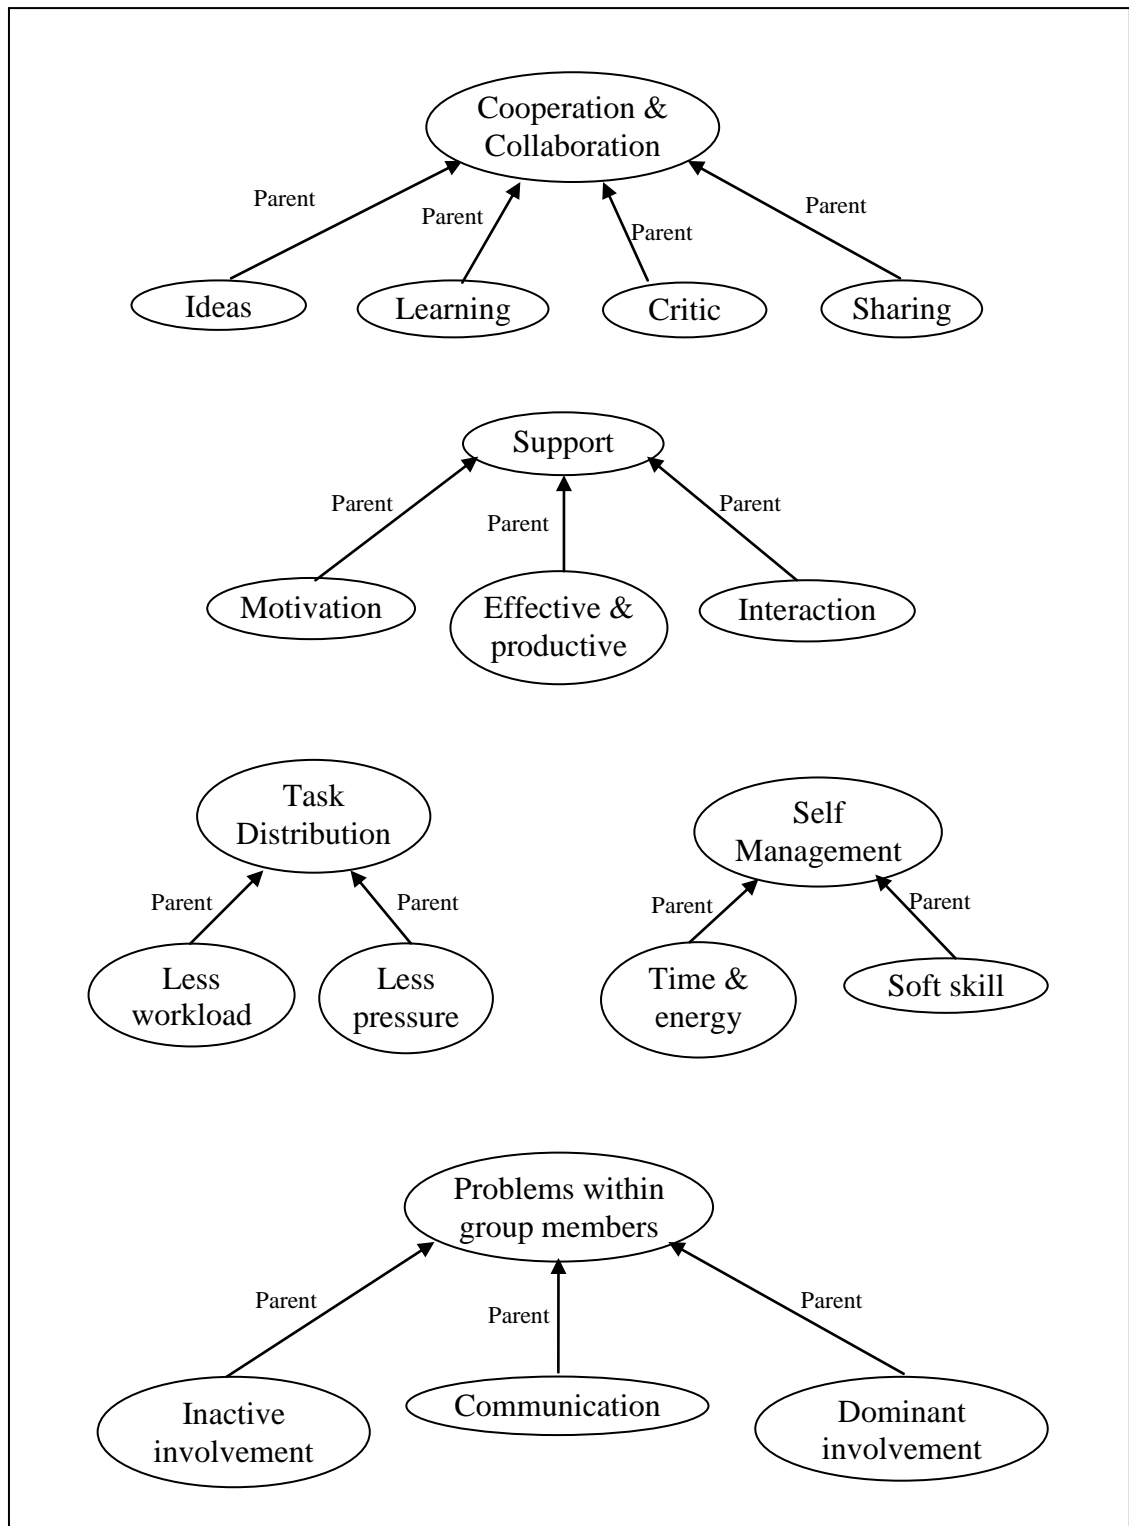 Cooperation &
Collaboration
Parent
Parent
Parent
Parent
Ideas
Learning
Critic
Sharing
Support
Parent
Parent
Parent
Motivation
Effective &
productive
Interaction
Task
Distribution
Parent
Parent
Less
workload
Less
pressure
Self
Management
Parent
Parent
Time &
energy
Soft skill
Problems within
group members
Parent
Parent
Parent
Inactive
involvement
Communication
Dominant
involvement